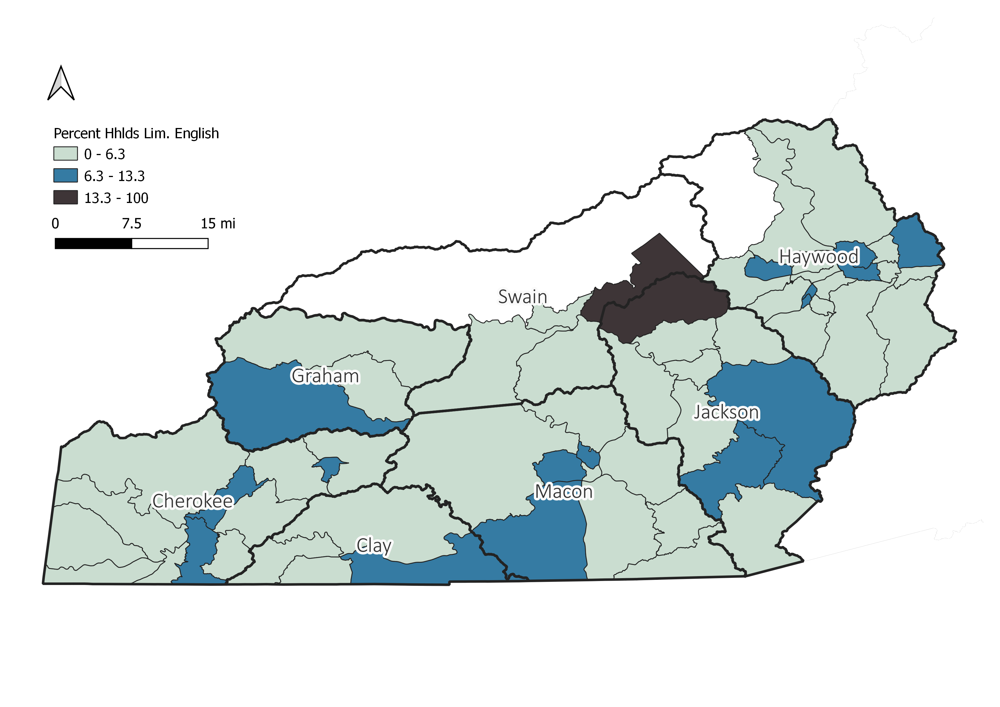 Percent Hhlds Lim. English
0 - 6.3
6.3 - 13.3
13.3 - 100
0 7.5 15 mi
Haywood
Swain
Graham
Jackson
Macon
Cherokee
Clay